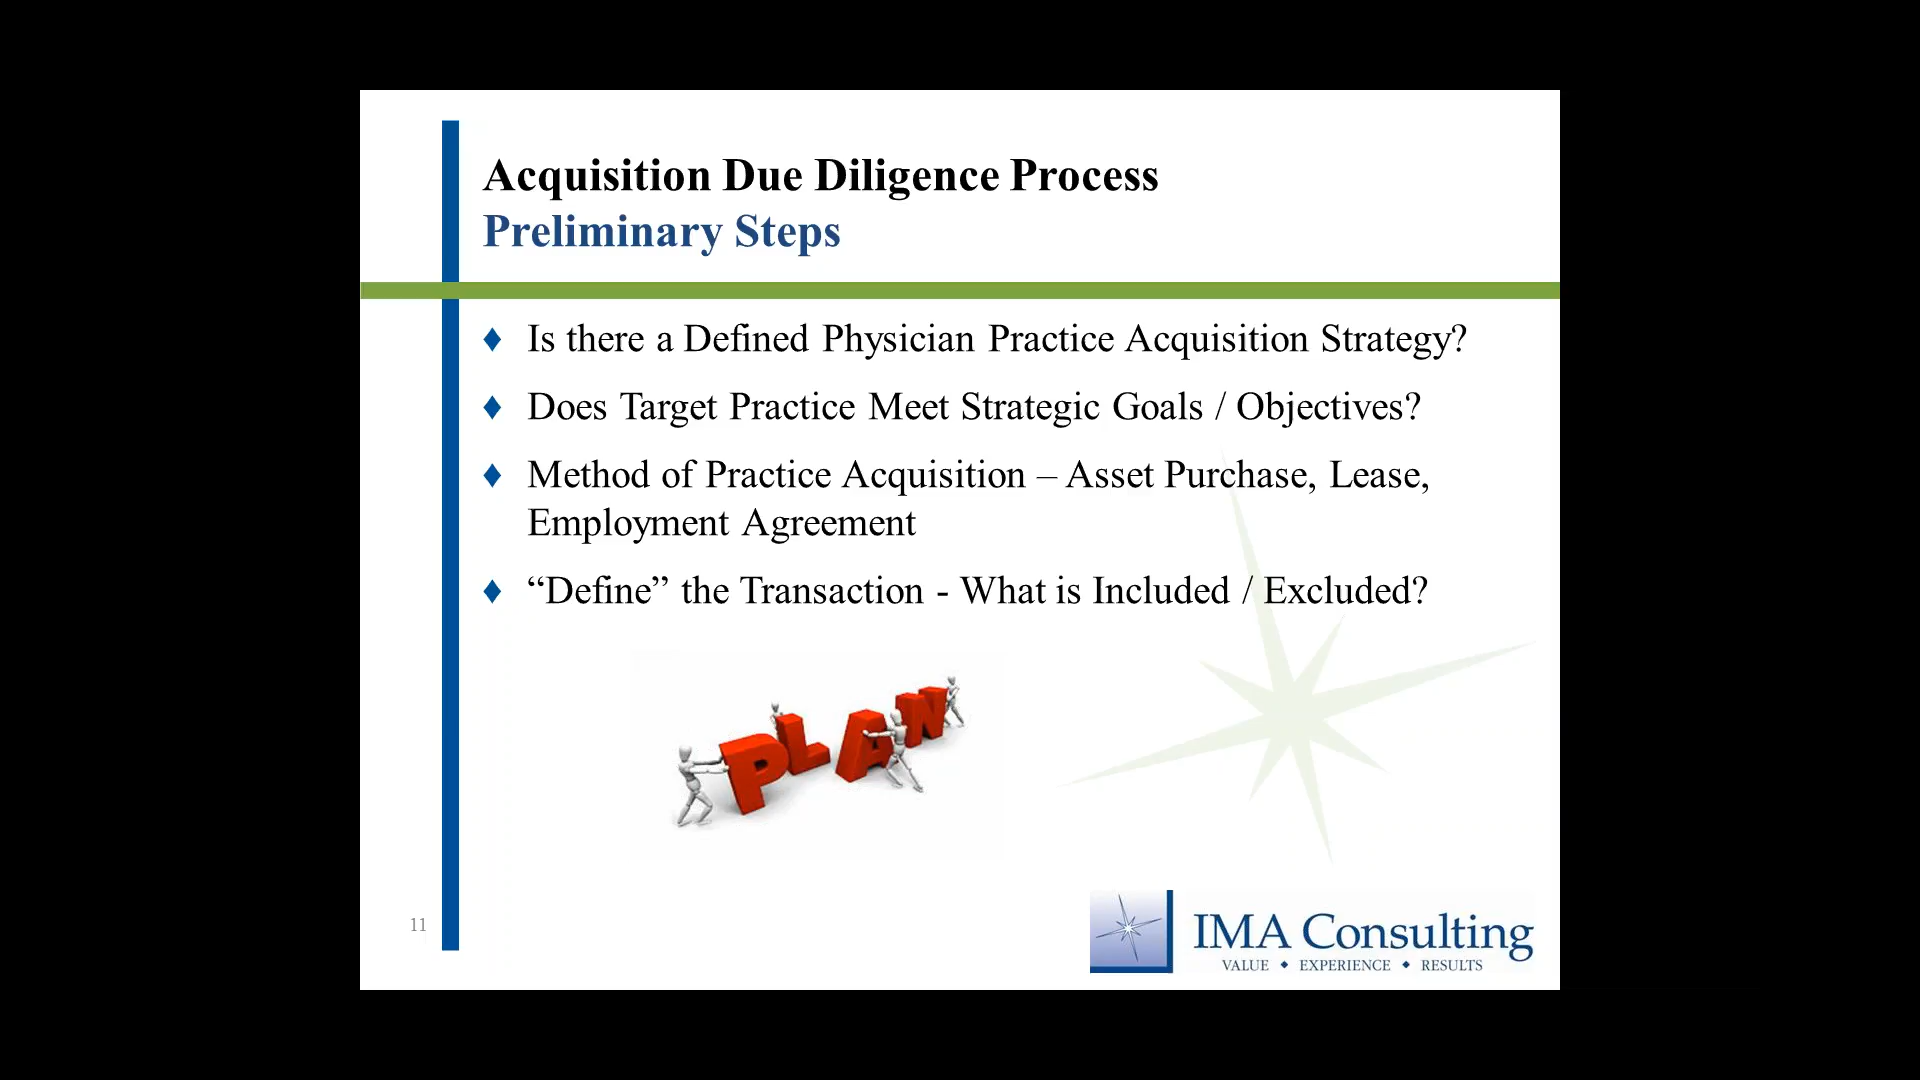 Acquisition Due Diligence Process
Preliminary Steps
♦ Is there a Defined Physician Practice Acquisition Strategy?
♦ Does Target Practice Meet Strategic Goals / Objectives?
♦ Method of Practice Acquisition – Asset Purchase, Lease,
Employment Agreement
♦ “Define” the Transaction - What is Included / Excluded?
PLAN
11
IMA Consulting
VALUE ♦ EXPERIENCE ♦ RESULTS